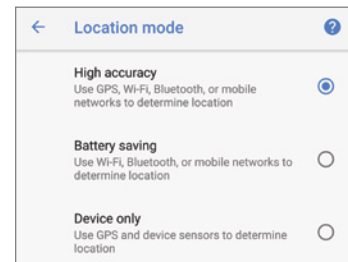 Location mode
High accuracy
Use GPS, Wi-Fi, Bluetooth, or mobile
networks to determine location
Battery saving
Use Wi-Fi, Bluetooth, or mobile networks to
determine location
Device only
Use GPS and device sensors to determine
location